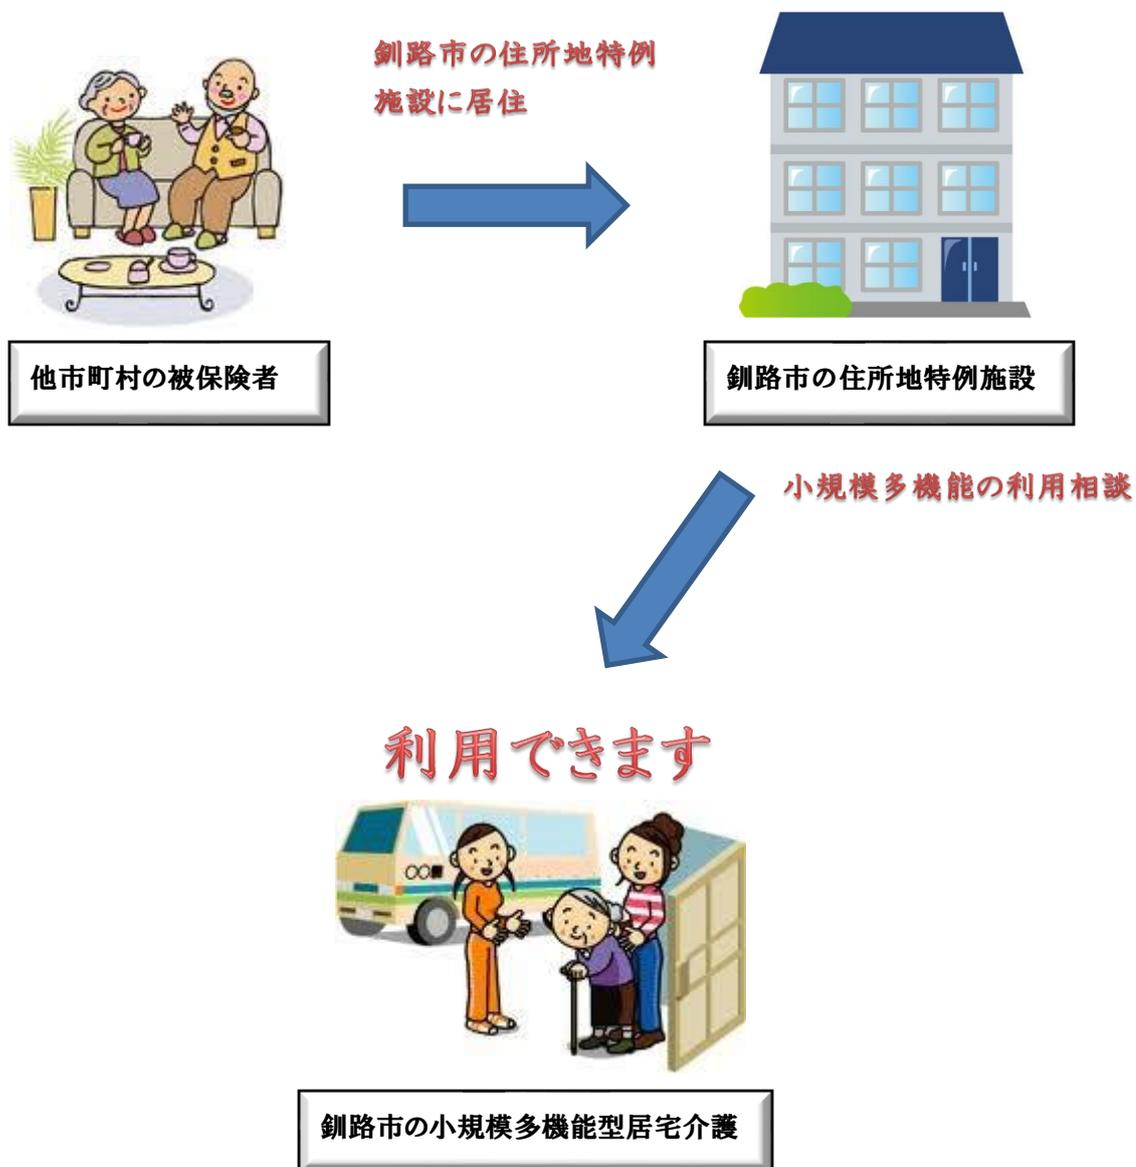 釧路市の住所地特例
施設に居住
他市町村の被保険者
釧路市の住所地特例施設
小規模多機能の利用相談
利用できます
〇〇■
釧路市の小規模多機能型居宅介護